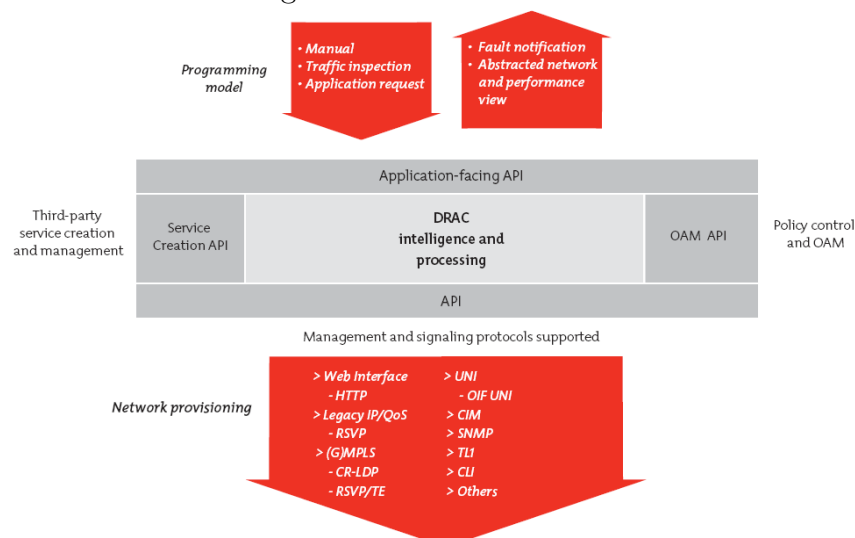 • Manual
• Traffic inspection
• Application request
• Fault notification
• Abstracted network
and performance
view
Programming
model
Application-facing API
Third-party
service creation
and management
Service
Creation API
DRAC
intelligence and
processing
OAM API
Policy control
and OAM
API
Management and signaling protocols supported
Network provisioning
> Web Interface
- HTTP
> Legacy IP/QoS
- RSVP
> (G)MPLS
- CR-LDP
- RSVP/TE
> UNI
- OIF UNI
> CIM
> SNMP
> TL1
> CLI
> Others